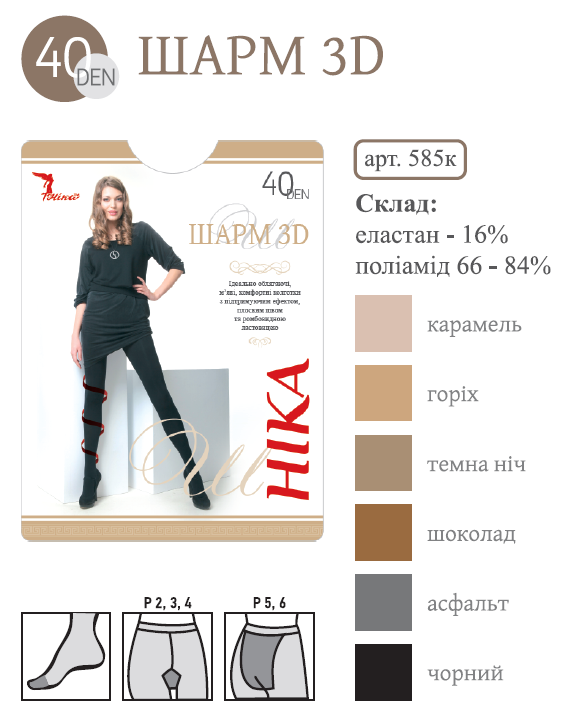 40
DEN
ШАРМ 3D
арт. 585к
Склад:
еластан - 16%
поліамід 66 - 84%
40
DEN
Ш
ШАРМ 3D
Ідеально облягаючі,
м'які, комфортні колготки
з підтримуючим ефектом,
плоским швом
та ромбовидною
ластовицею
НІКА
Ш
карамель
горіх
темна ніч
шоколад
асфальт
чорний
Р 2, 3, 4
Р 5, 6